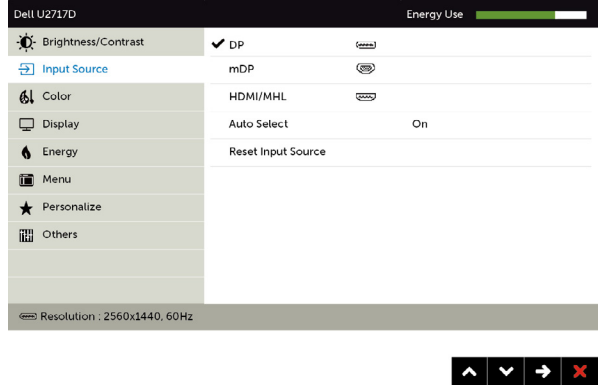 Dell U2717D Energy Use
Brightness/Contrast
Input Source
Color
Display
Energy
Menu
Personalize
Others
DP
mDP
HDMI/MHL
Auto Select On
Reset Input Source
Resolution : 2560x1440, 60Hz